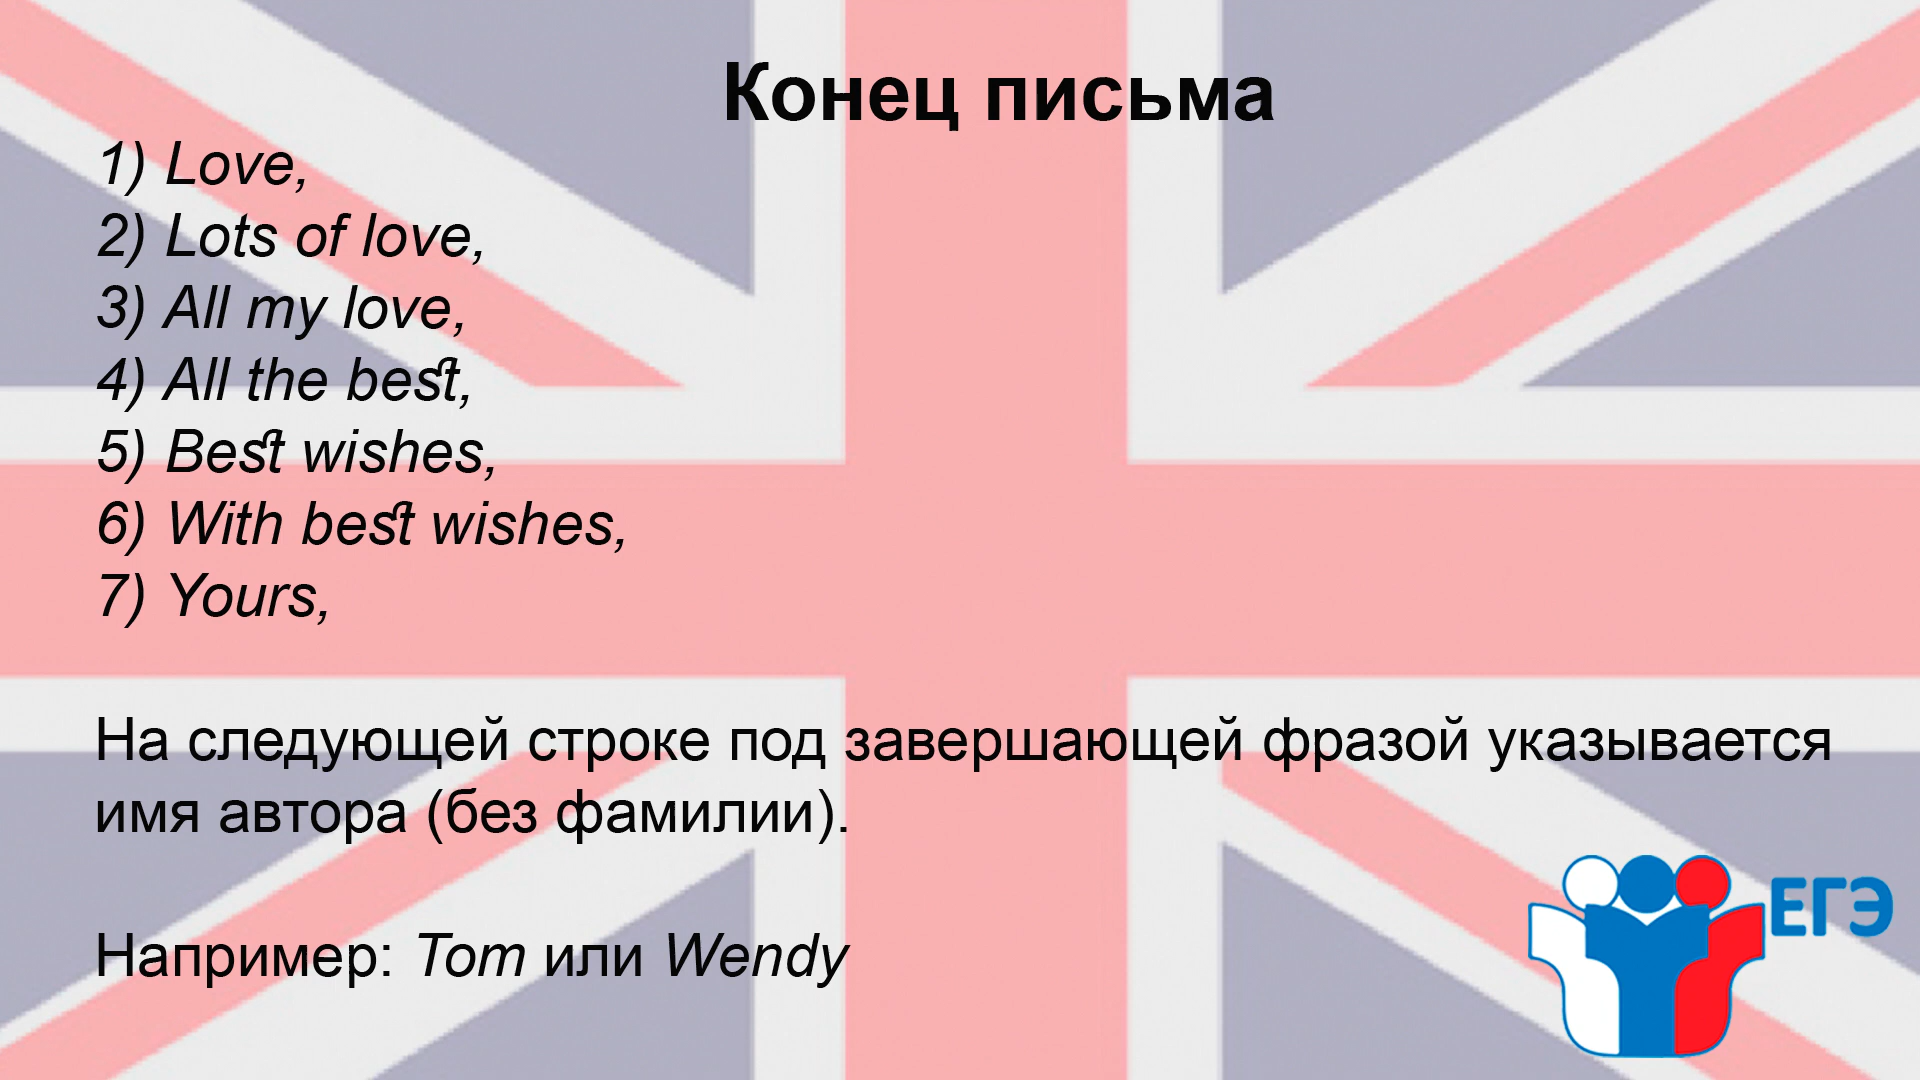 Конец письма
1) Love,
2) Lots of love,
3) All my love,
4) All the best,
5) Best wishes,
6) With best wishes,
7) Yours,
На следующей строке под завершающей фразой указывается
имя автора (без фамилии).
Например: Tom или Wendy
ЕГЭ